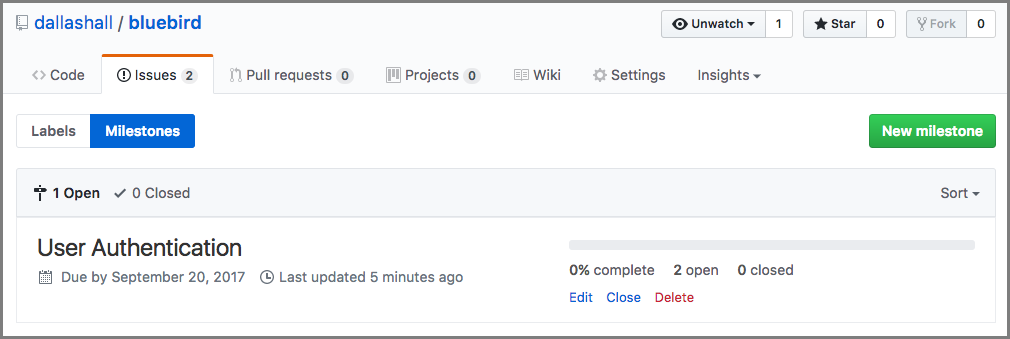 dallashall / bluebird
Unwatch 1 Star 0 Fork 0
Code Issues 2 Pull requests 0 Projects 0 Wiki Settings Insights
Labels Milestones New milestone
1 Open 0 Closed Sort
User Authentication
Due by September 20, 2017 Last updated 5 minutes ago
0% complete 2 open 0 closed
Edit Close Delete